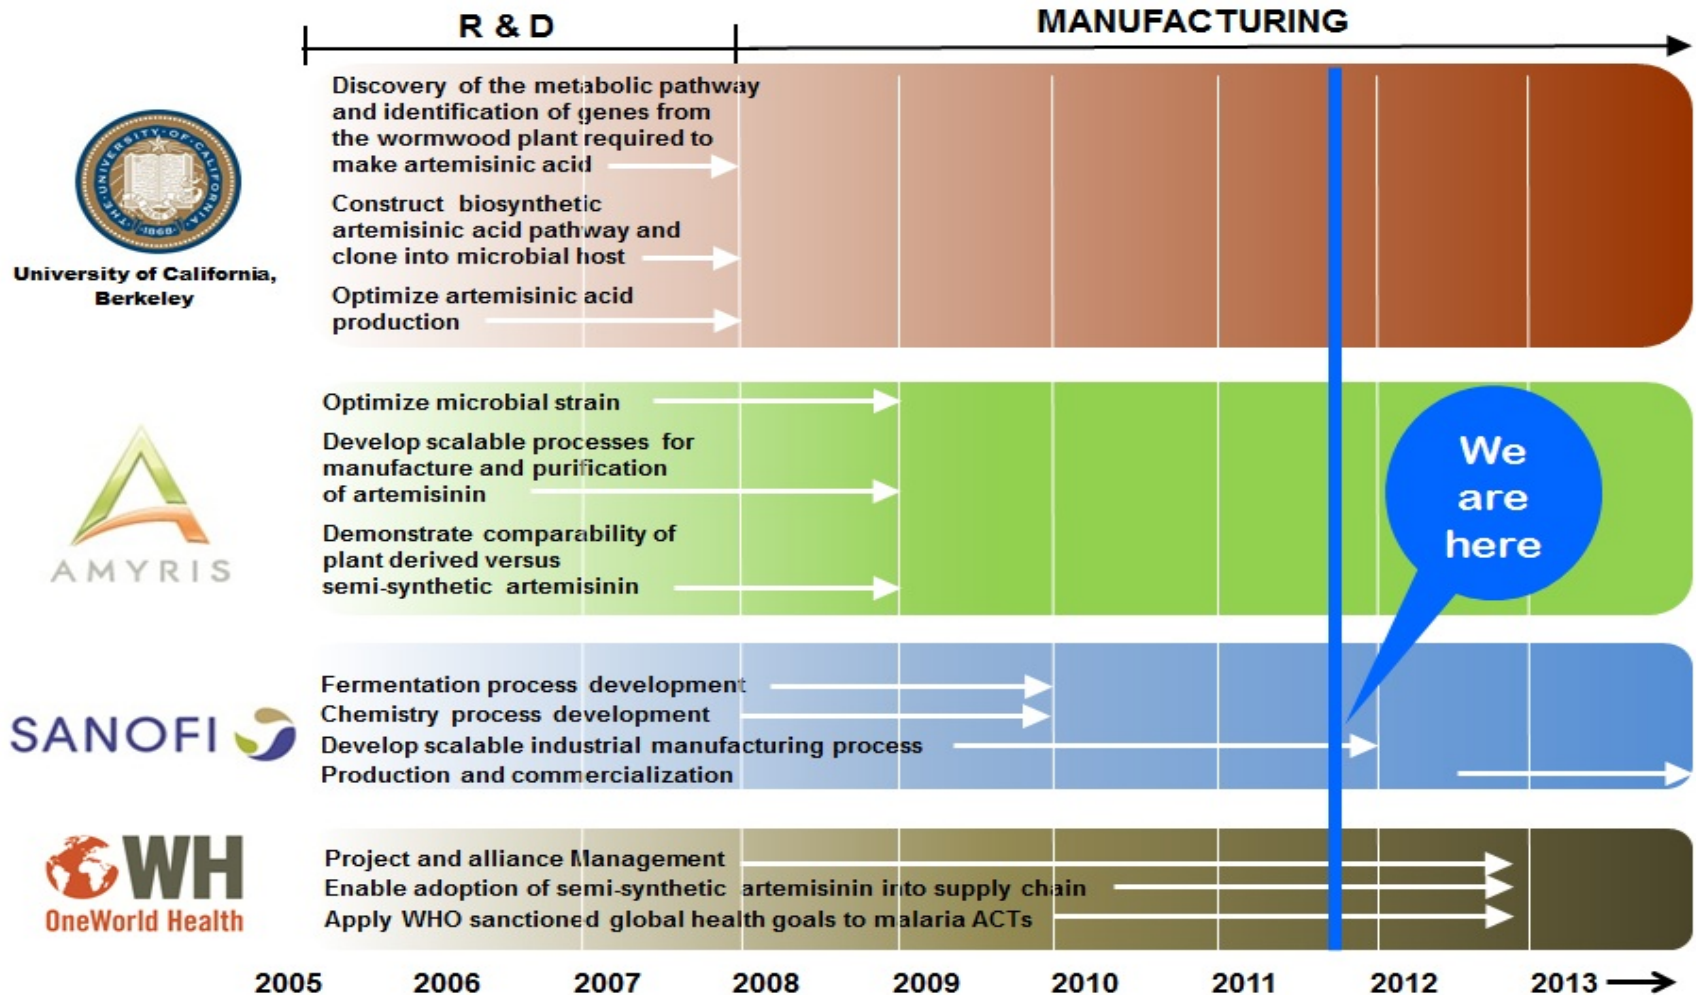 R & D
MANUFACTURING
Discovery of the metabolic pathway
and identification of genes from
the wormwood plant required to
make artemisinic acid
Construct biosynthetic
artemisinic acid pathway and
clone into microbial host
Optimize artemisinic acid
production
THE·UNIVERSITY·OF·CALIFORNIA
·1868·
University of California,
Berkeley
Optimize microbial strain
Develop scalable processes for
manufacture and purification
of artemisinin
Demonstrate comparability of
plant derived versus
semi-synthetic artemisinin
AMYRIS
We
are
here
SANOFI
Fermentation process development
Chemistry process development
Develop scalable industrial manufacturing process
Production and commercialization
WH
OneWorld Health
Project and alliance Management
Enable adoption of semi-synthetic artemisinin into supply chain
Apply WHO sanctioned global health goals to malaria ACTs
2005 2006 2007 2008 2009 2010 2011 2012 2013